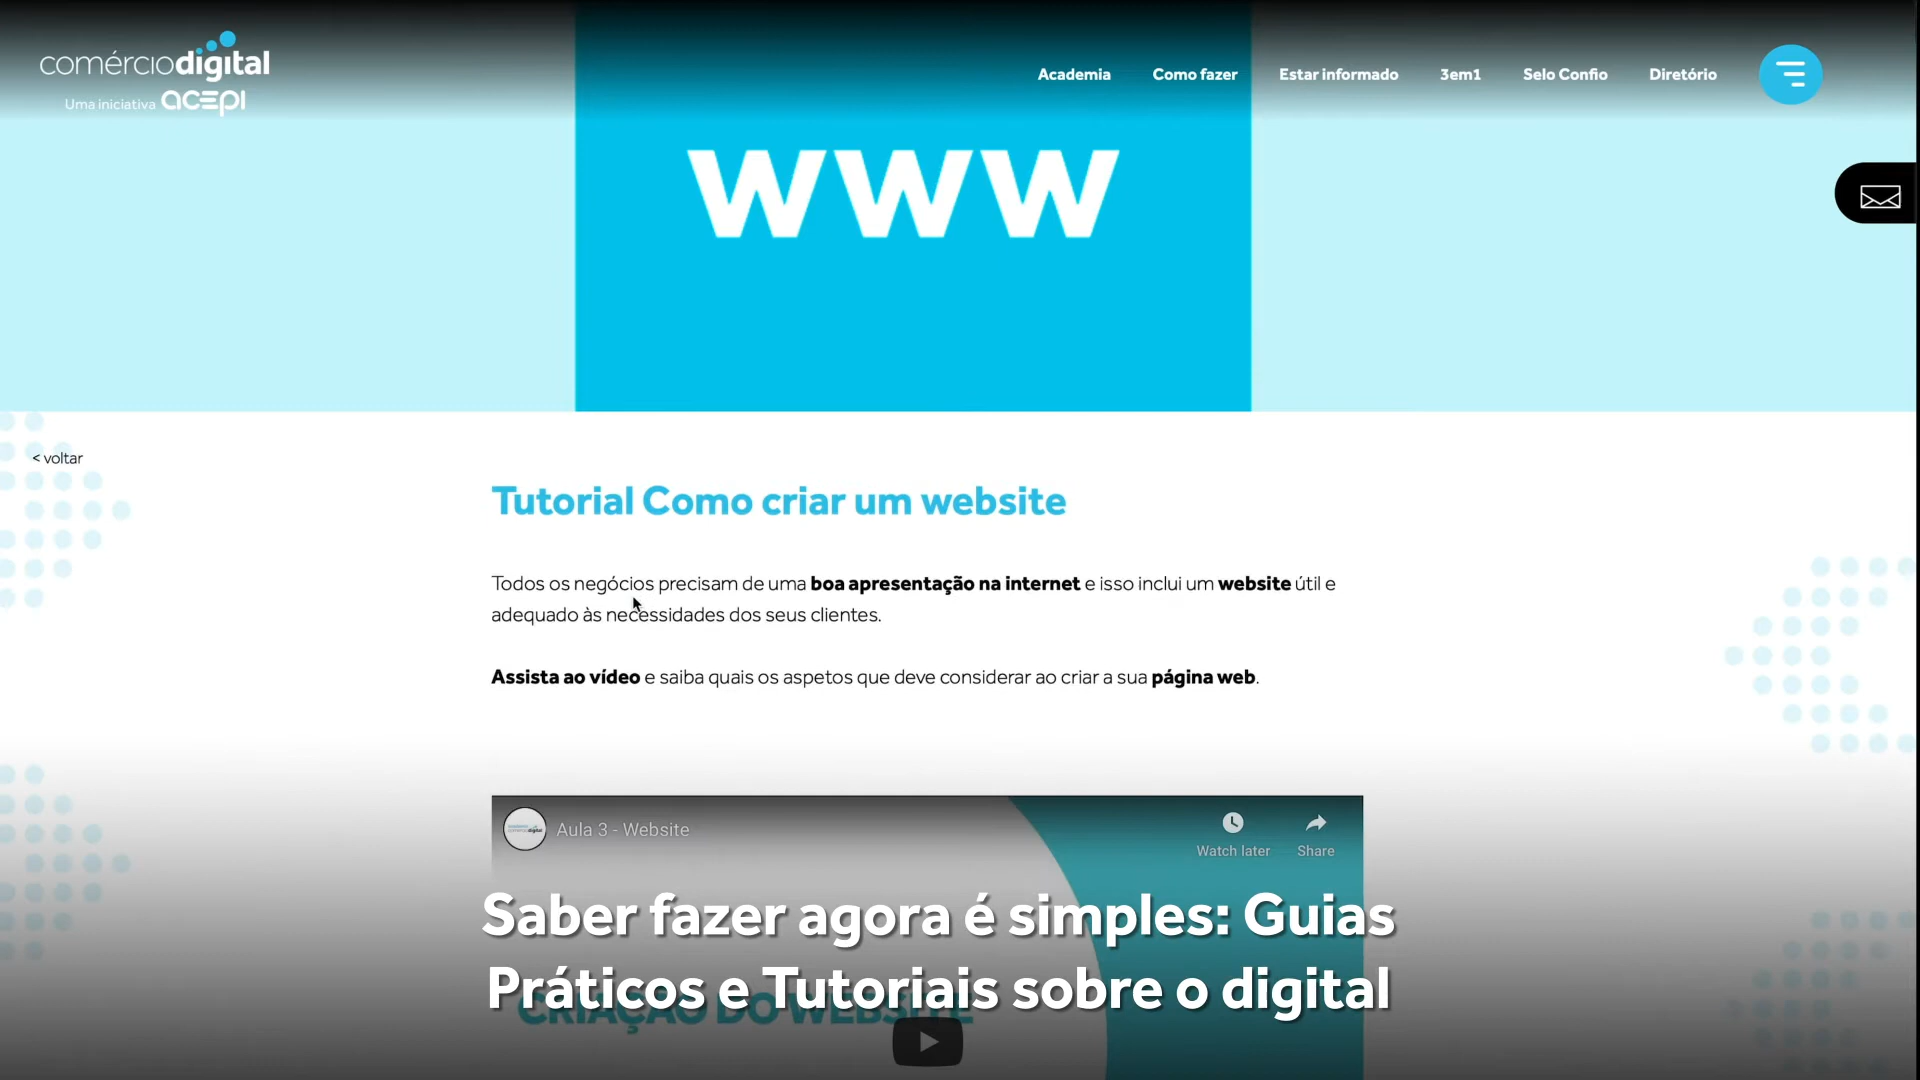 comérciodigital
Uma iniciativa acepi
Academia
Como fazer
Estar informado
3em1
Selo Confio
Diretório
www
< voltar
Tutorial Como criar um website
Todos os negócios precisam de uma boa apresentação na internet e isso inclui um website útil e
adequado às necessidades dos seus clientes.
Assista ao vídeo e saiba quais os aspetos que deve considerar ao criar a sua página web.
Aula 3 - Website
Watch later
Share
Saber fazer agora é simples: Guias
Práticos e Tutoriais sobre o digital
CRIAÇÃO DO WEBSITE